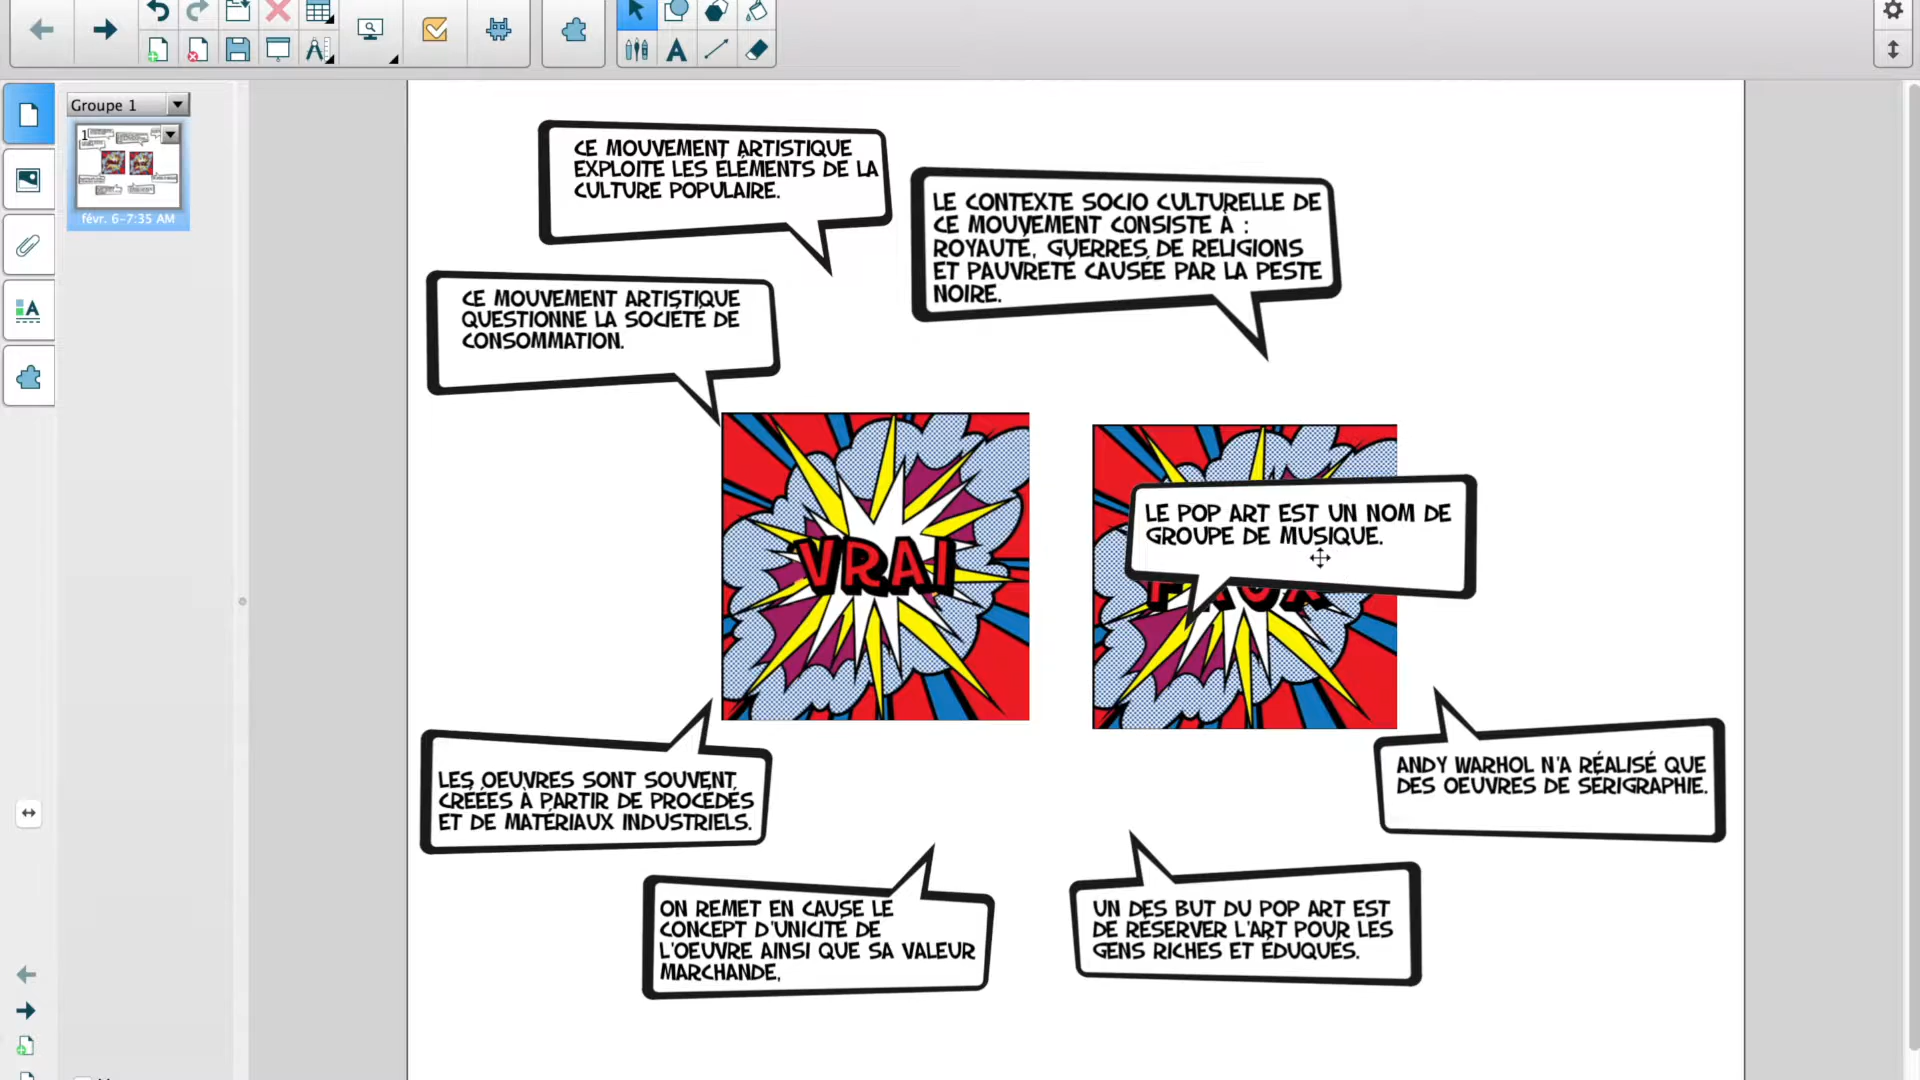 Groupe 1
1
févr. 6-7:35 AM
CE MOUVEMENT ARTISTIQUE
EXPLOITE LES ÉLÉMENTS DE LA
CULTURE POPULAIRE.
LE CONTEXTE SOCIO CULTURELLE DE
CE MOUVEMENT CONSISTE À :
ROYAUTÉ, GUERRES DE RELIGIONS
ET PAUVRETÉ CAUSÉE PAR LA PESTE
NOIRE.
CE MOUVEMENT ARTISTIQUE
QUESTIONNE LA SOCIÉTÉ DE
CONSOMMATION.
LE POP ART EST UN NOM DE
GROUPE DE MUSIQUE.
VRAI
LES OEUVRES SONT SOUVENT
CRÉÉES À PARTIR DE PROCÉDÉS
ET DE MATÉRIAUX INDUSTRIELS.
ANDY WARHOL N'A RÉALISÉ QUE
DES OEUVRES DE SÉRIGRAPHIE.
ON REMET EN CAUSE LE
CONCEPT D'UNICITÉ DE
L'OEUVRE AINSI QUE SA VALEUR
MARCHANDE,
UN DES BUT DU POP ART EST
DE RÉSERVER L'ART POUR LES
GENS RICHES ET ÉDUQUÉS.